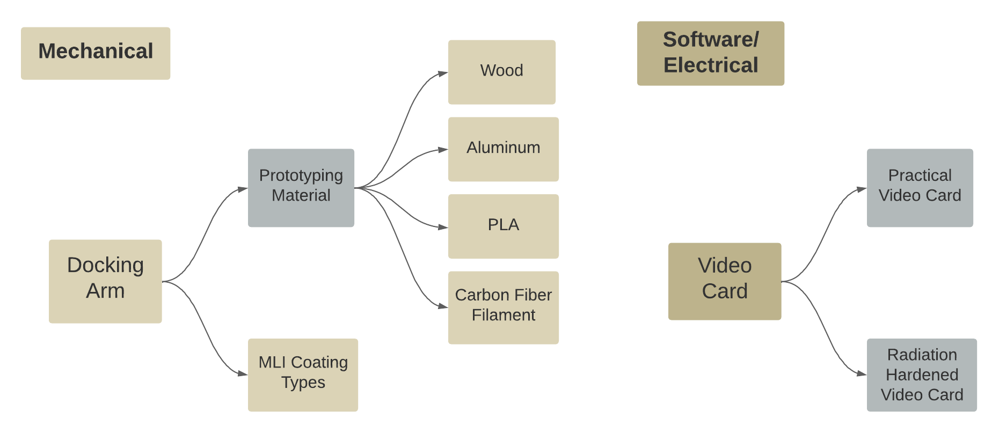 Mechanical
Software/
Electrical
Wood
Aluminum
Prototyping
Material
PLA
Docking
Arm
Carbon Fiber
Filament
MLI Coating
Types
Practical
Video Card
Video
Card
Radiation
Hardened
Video Card